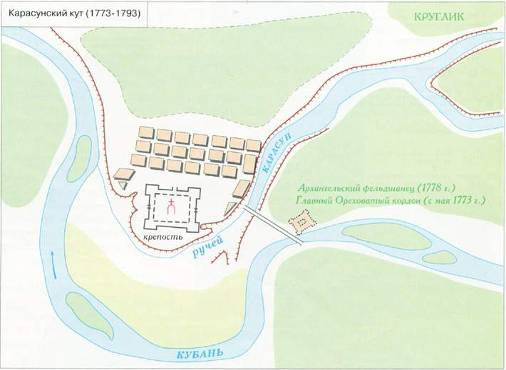 Карасунский кут (1773-1793)
КРУГЛИК
КАРАСУН
Архангельский фельдшанец (1778 г.)
Главный Ореховатый кордон (с мая 1773 г.)
крепость
ручей
КУБАНЬ